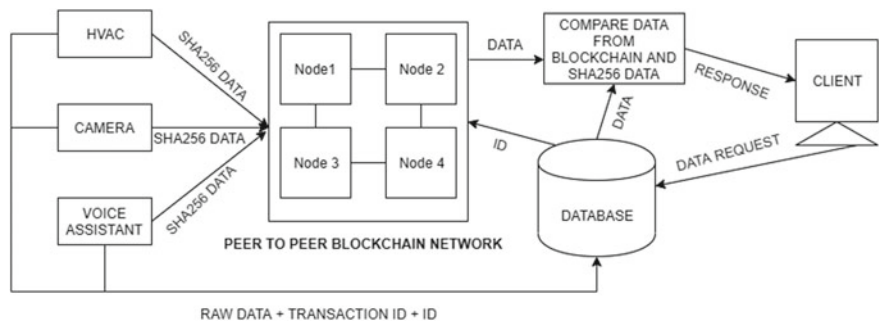 HVAC
SHA256 DATA
CAMERA
SHA256 DATA
VOICE
ASSISTANT
SHA256 DATA
Node1
Node 2
Node 3
Node 4
PEER TO PEER BLOCKCHAIN NETWORK
DATA
COMPARE DATA
FROM
BLOCKCHAIN AND
SHA256 DATA
RESPONSE
CLIENT
ID
DATA
DATA REQUEST
DATABASE
RAW DATA + TRANSACTION ID + ID